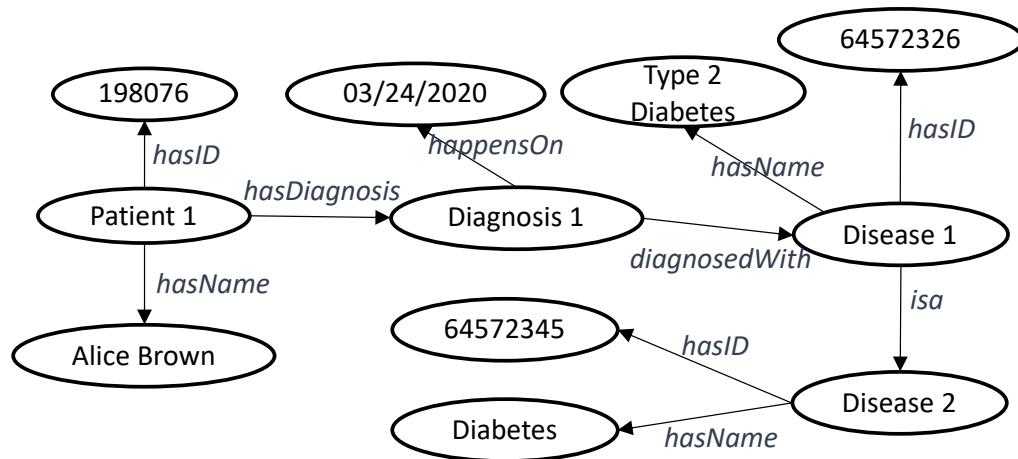 64572326
198076
03/24/2020
Type 2
Diabetes
hasID
happensOn
hasName
hasID
hasDiagnosis
Patient 1
Diagnosis 1
Disease 1
diagnosedWith
hasName
isa
64572345
hasID
Alice Brown
Disease 2
Diabetes
hasName